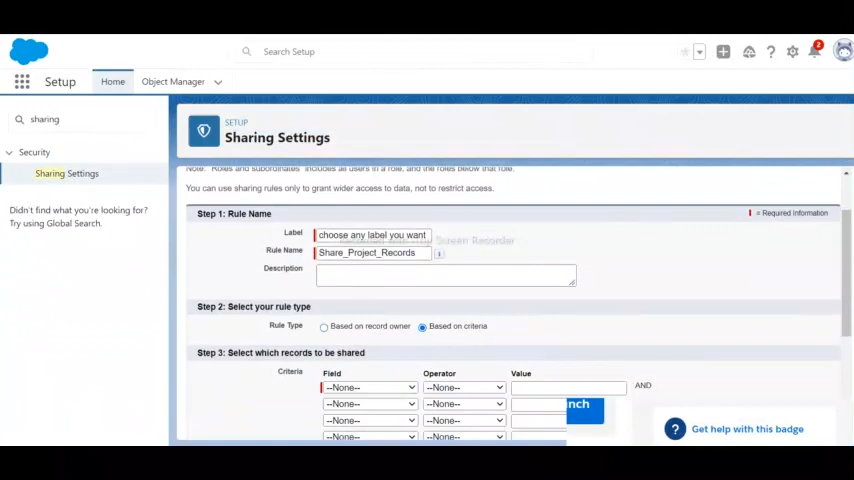 Search Setup
2
Setup
Home
Object Manager
sharing
Security
Sharing Settings
Didn't find what you're looking for?
Try using Global Search.
SETUP
Sharing Settings
Note: "Roles and subordinates" includes all users in a role, and the roles below that role.
You can use sharing rules only to grant wider access to data, not to restrict access.
Step 1: Rule Name
= Required Information
Label
choose any label you want
Screen Recorder
Rule Name
Share_Project_Records
i
Description
Step 2: Select your rule type
Rule Type
Based on record owner
Based on criteria
Step 3: Select which records to be shared
Criteria
Field
Operator
Value
--None--
--None--
AND
--None--
--None--
nch
--None--
--None--
--None--
--None--
? Get help with this badge